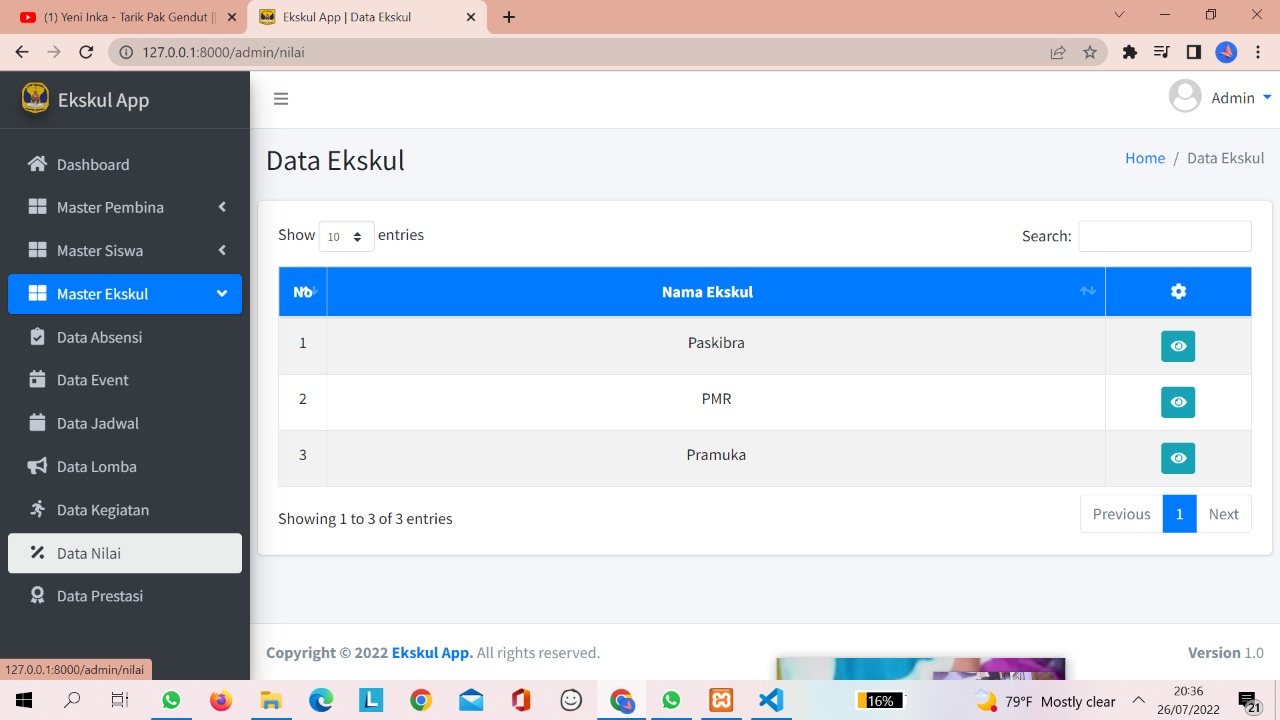 (1) Yeni Inka - Tarik Pak Gendut ||
Ekskul App | Data Ekskul
127.0.0.1:8000/admin/nilai
Ekskul App
Admin
Dashboard
Master Pembina
Master Siswa
Master Ekskul
Data Absensi
Data Event
Data Jadwal
Data Lomba
Data Kegiatan
Data Nilai
Data Prestasi
127.0.0.1:8000/admin/nilai
Data Ekskul
Home / Data Ekskul
Show 10 entries
Search:
No Nama Ekskul
1 Paskibra
2 PMR
3 Pramuka
Showing 1 to 3 of 3 entries
Previous 1 Next
Copyright © 2022 Ekskul App. All rights reserved.
Version 1.0
16%
79°F Mostly clear
20:36
26/07/2022
21